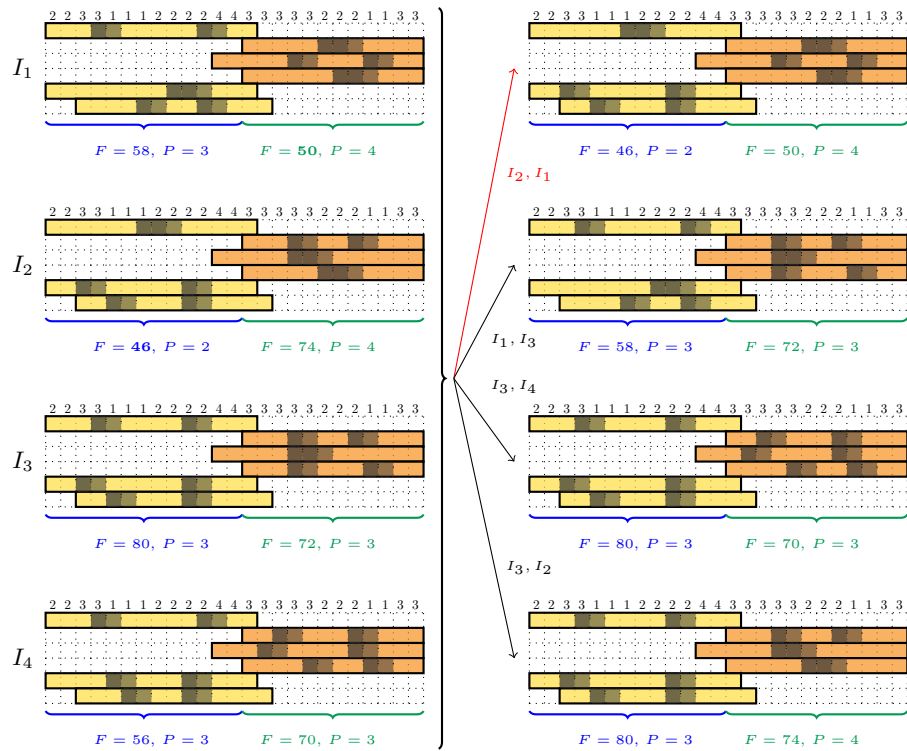 2 2 3 3 1 1 1 2 2 2 2 4 4 3 3 3 3 3 2 2 2 1 1 3 3
2 2 3 3 1 1 1 2 2 2 2 4 4 3 3 3 3 3 2 2 2 1 1 3 3
I₁
F = 58, P = 3
F = 50, P = 4
F = 46, P = 2
F = 50, P = 4
I₂, I₁
2 2 3 3 1 1 1 2 2 2 2 4 4 3 3 3 3 3 2 2 2 1 1 3 3
2 2 3 3 1 1 1 2 2 2 2 4 4 3 3 3 3 3 2 2 2 1 1 3 3
I₂
F = 46, P = 2
F = 74, P = 4
I₁, I₃
F = 58, P = 3
F = 72, P = 3
I₃, I₄
2 2 3 3 1 1 1 2 2 2 2 4 4 3 3 3 3 3 2 2 2 1 1 3 3
2 2 3 3 1 1 1 2 2 2 2 4 4 3 3 3 3 3 2 2 2 1 1 3 3
I₃
F = 80, P = 3
F = 72, P = 3
F = 80, P = 3
F = 70, P = 3
I₃, I₂
2 2 3 3 1 1 1 2 2 2 2 4 4 3 3 3 3 3 2 2 2 1 1 3 3
2 2 3 3 1 1 1 2 2 2 2 4 4 3 3 3 3 3 2 2 2 1 1 3 3
I₄
F = 56, P = 3
F = 70, P = 3
F = 80, P = 3
F = 74, P = 4